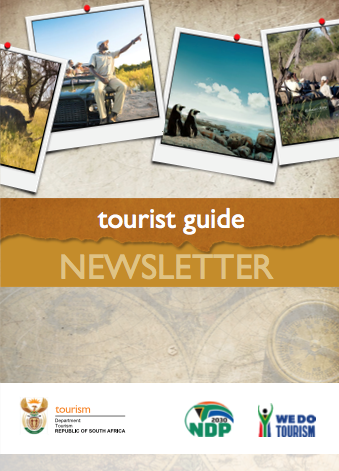 tourist guide
NEWSLETTER
tourism
Department
Tourism
REPUBLIC OF SOUTH AFRICA
2030
NDP
WE DO
TOURISM